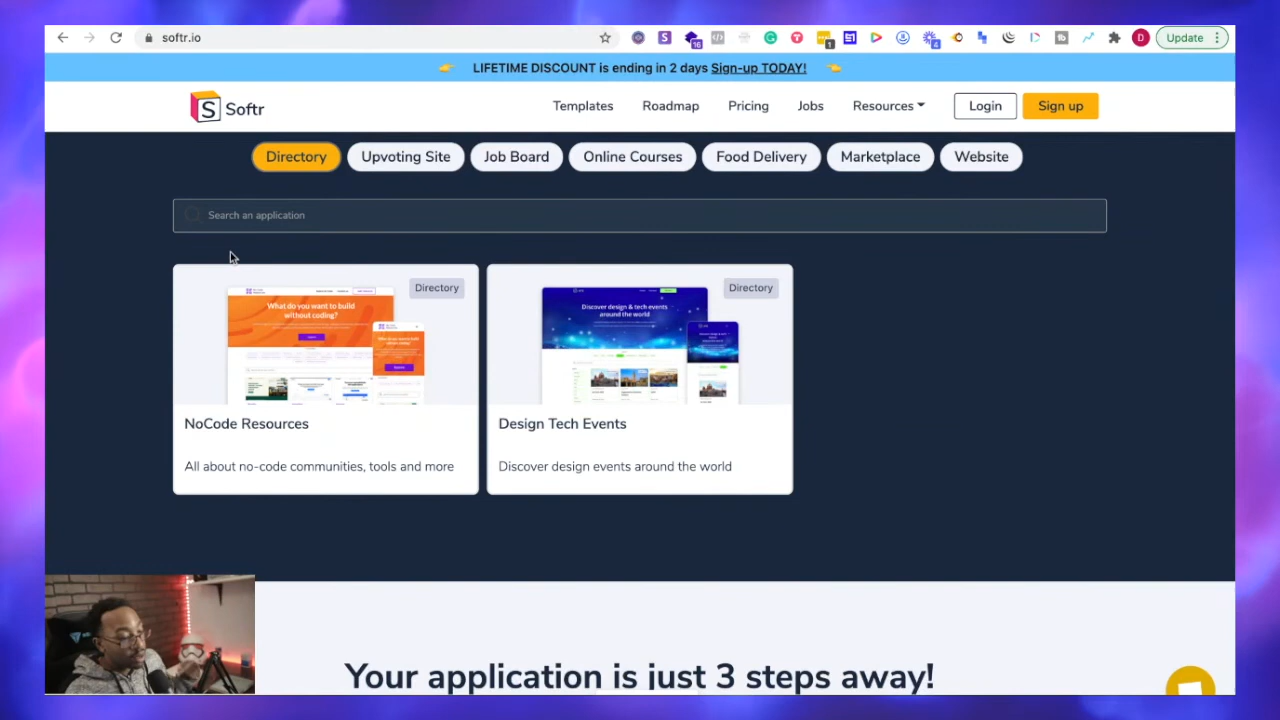 softr.io
16
1
4
D
Update
LIFETIME DISCOUNT is ending in 2 days Sign-up TODAY!
S Softr
Templates
Roadmap
Pricing
Jobs
Resources
Login
Sign up
Directory
Upvoting Site
Job Board
Online Courses
Food Delivery
Marketplace
Website
Search an application
Directory
What do you want to build
without coding?
NoCode Resources
All about no-code communities, tools and more
Directory
Discover design & tech events
around the world
Design Tech Events
Discover design events around the world
Your application is just 3 steps away!